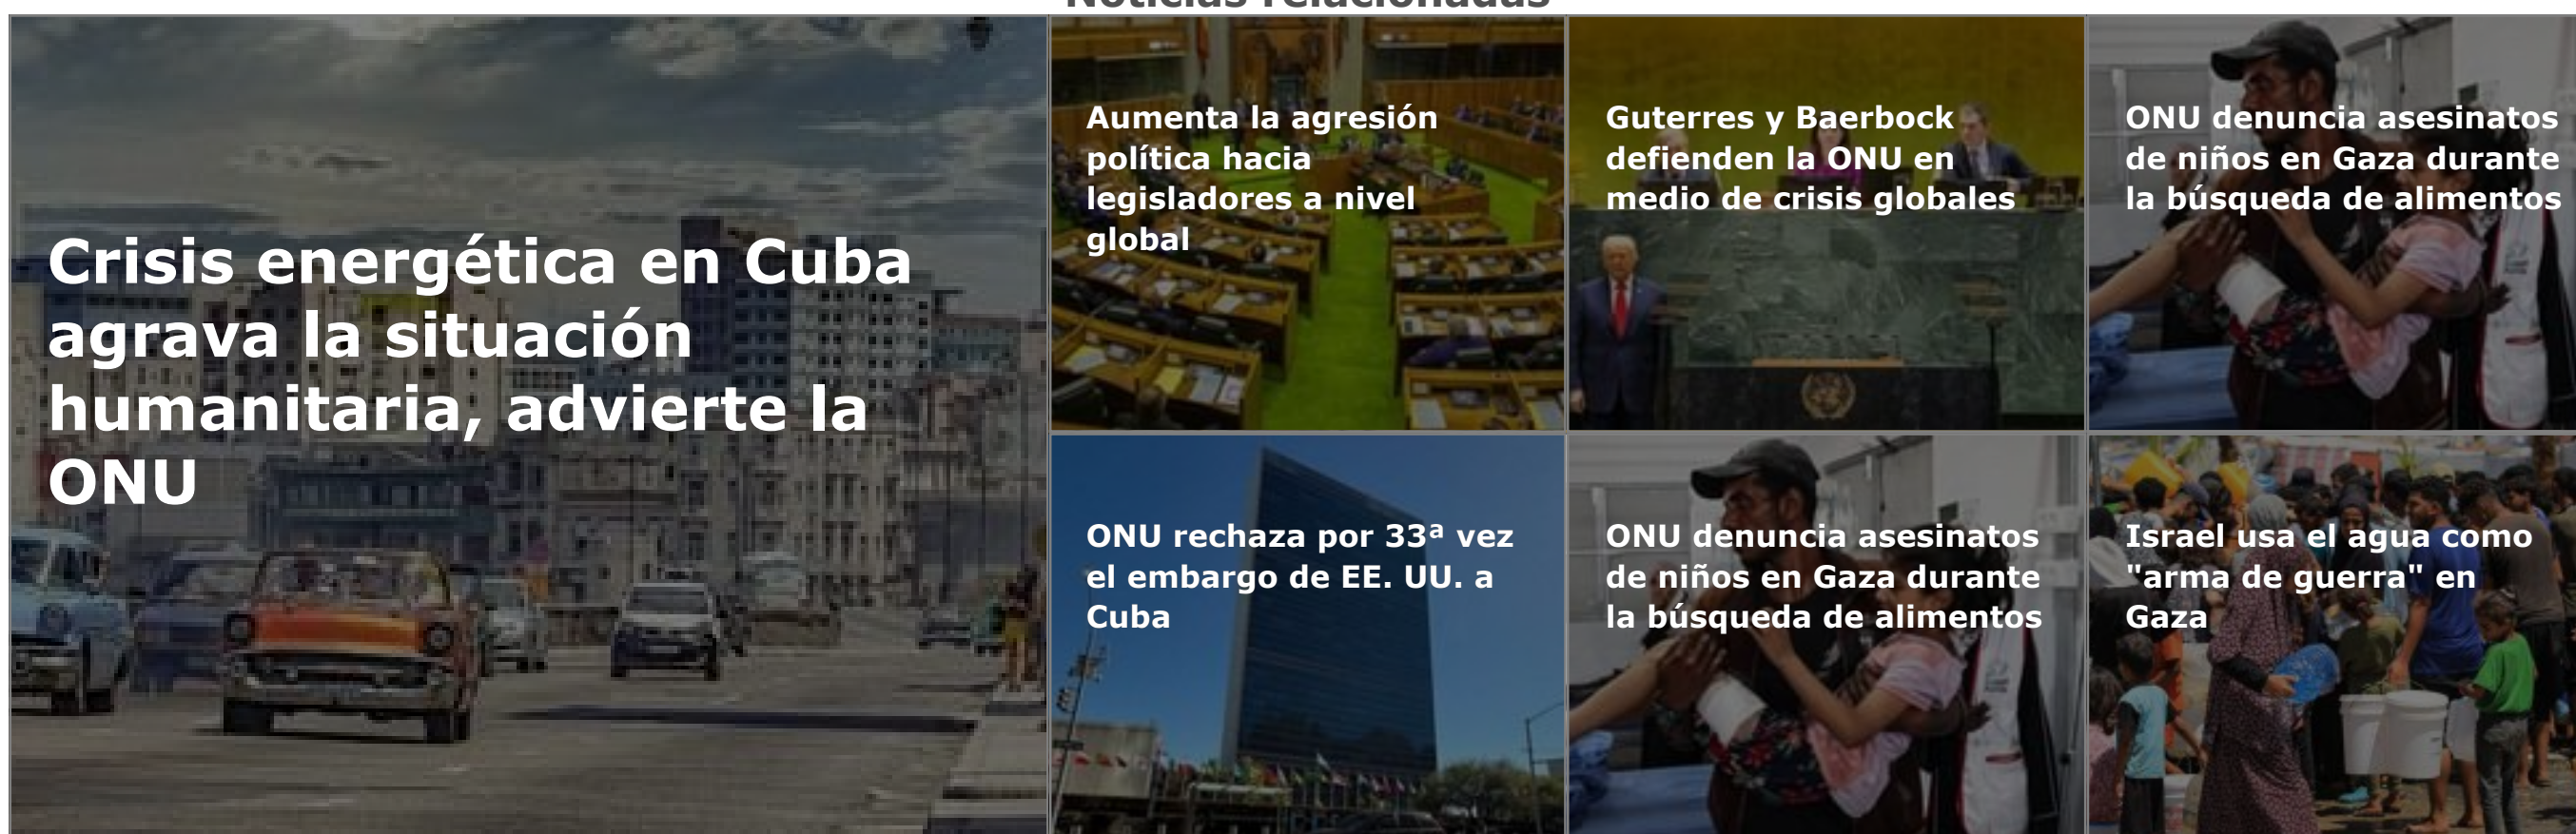 Noticias relacionadas
Crisis energética en Cuba
agrava la situación
humanitaria, advierte la
ONU
Aumenta la agresión
política hacia
legisladores a nivel
global
Guterres y Baerbock
defienden la ONU en
medio de crisis globales
ONU denuncia asesinatos
de niños en Gaza durante
la búsqueda de alimentos
ONU rechaza por 33ª vez
el embargo de EE. UU. a
Cuba
ONU denuncia asesinatos
de niños en Gaza durante
la búsqueda de alimentos
Israel usa el agua como
"arma de guerra" en
Gaza